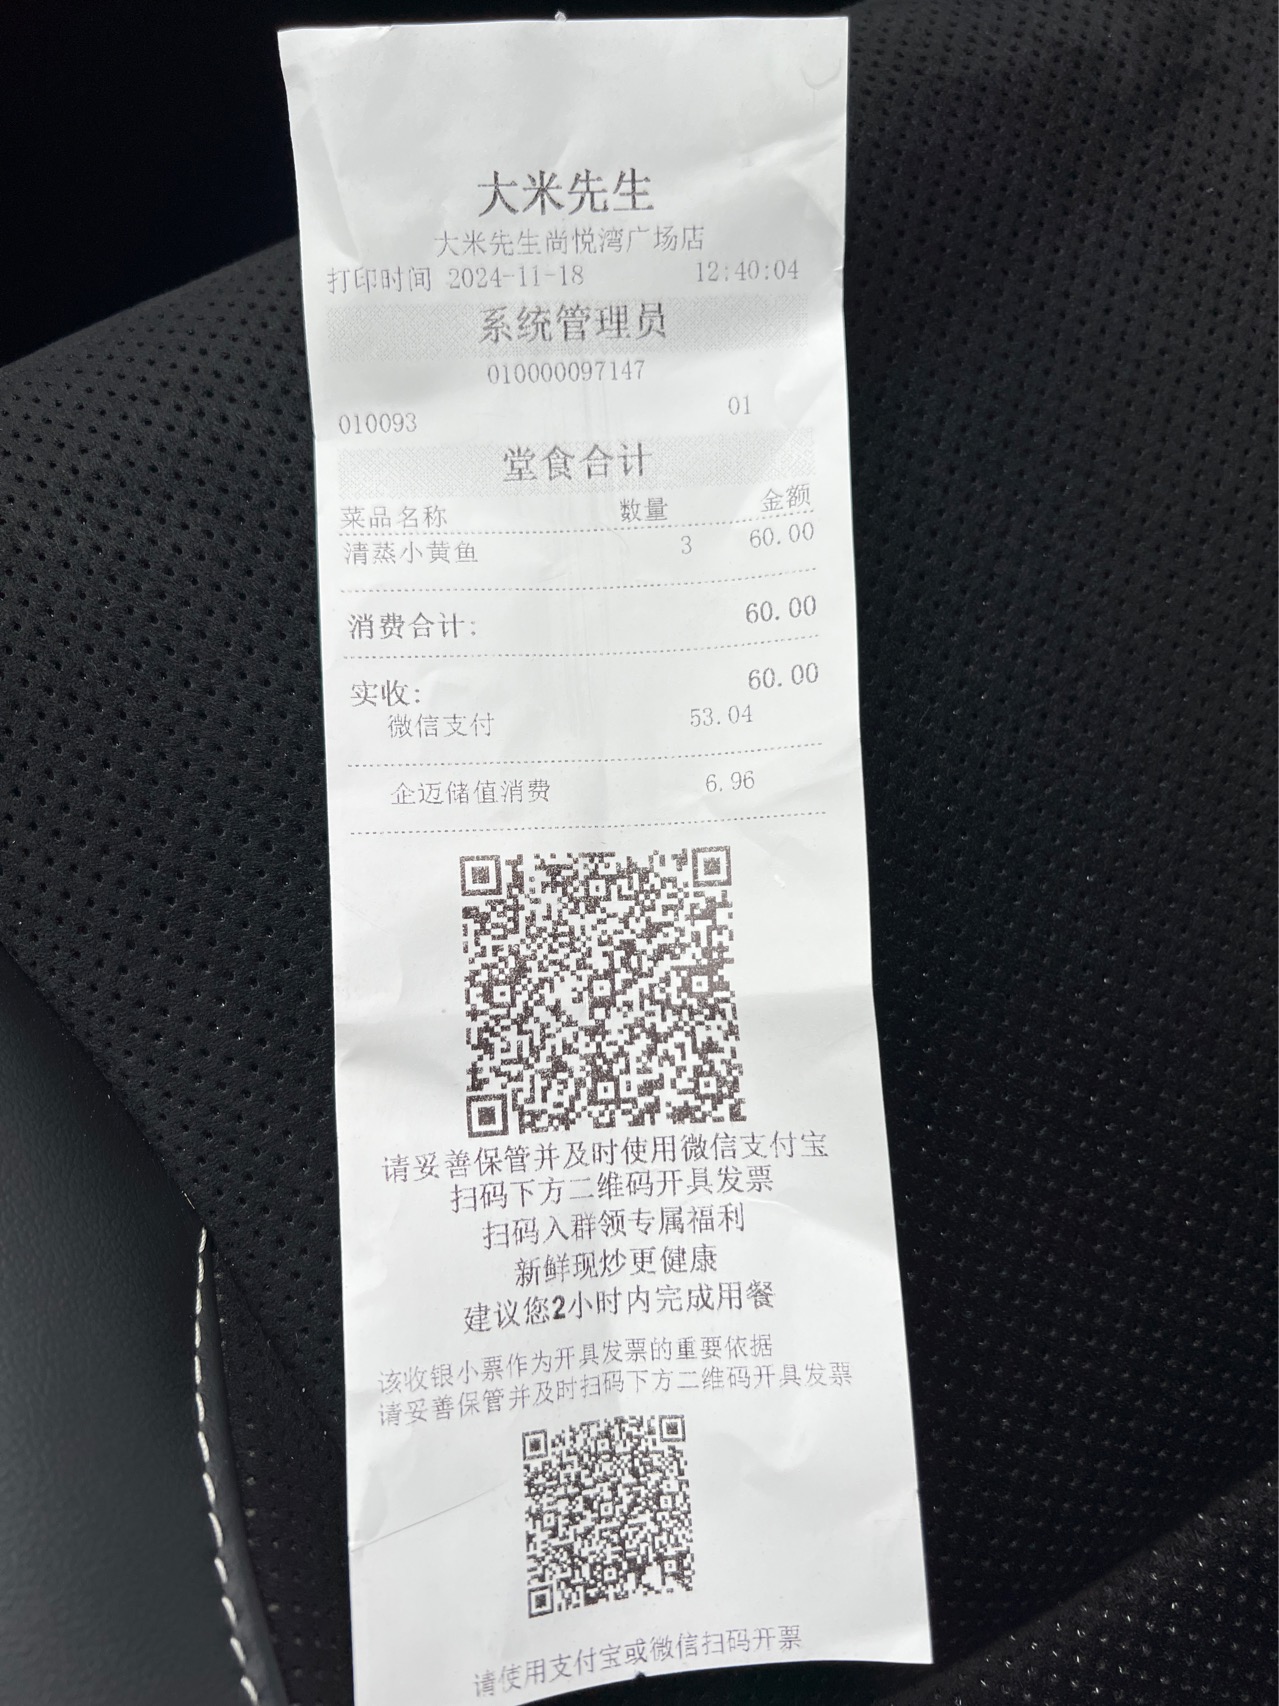 大米先生
大米先生尚悦湾广场店
打印时间 2024-11-18 12:40:04
系统管理员
010000097147
010093 01
堂食合计
菜品名称 数量 金额
清蒸小黄鱼 3 60.00
消费合计: 60.00
实收: 60.00
微信支付 53.04
企迈储值消费 6.96
请妥善保管并及时使用微信支付宝
扫码下方二维码开具发票
扫码入群领专属福利
新鲜现炒更健康
建议您2小时内完成用餐
该收银小票作为开具发票的重要依据
请妥善保管并及时扫码下方二维码开具发票
请使用支付宝或微信扫码开票